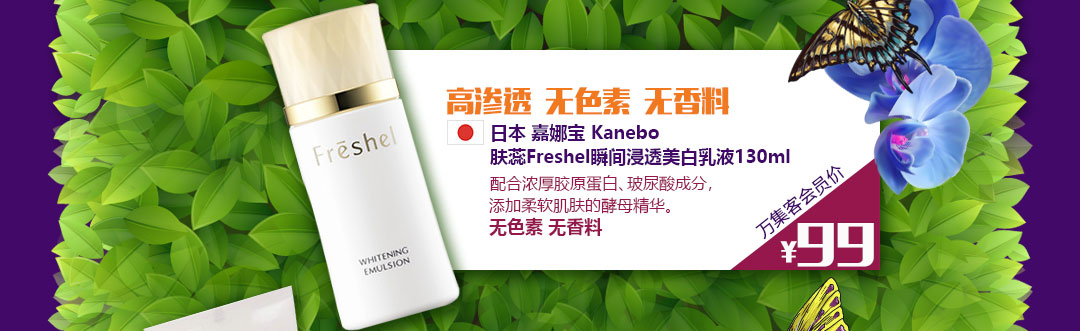 Frēshel
WHITENING
EMULSION
高渗透 无色素 无香料
日本 嘉娜宝 Kanebo
肤蕊Freshel瞬间浸透美白乳液130ml
配合浓厚胶原蛋白、玻尿酸成分，
添加柔软肌肤的酵母精华。
无色素 无香料
万集客会员价
¥99